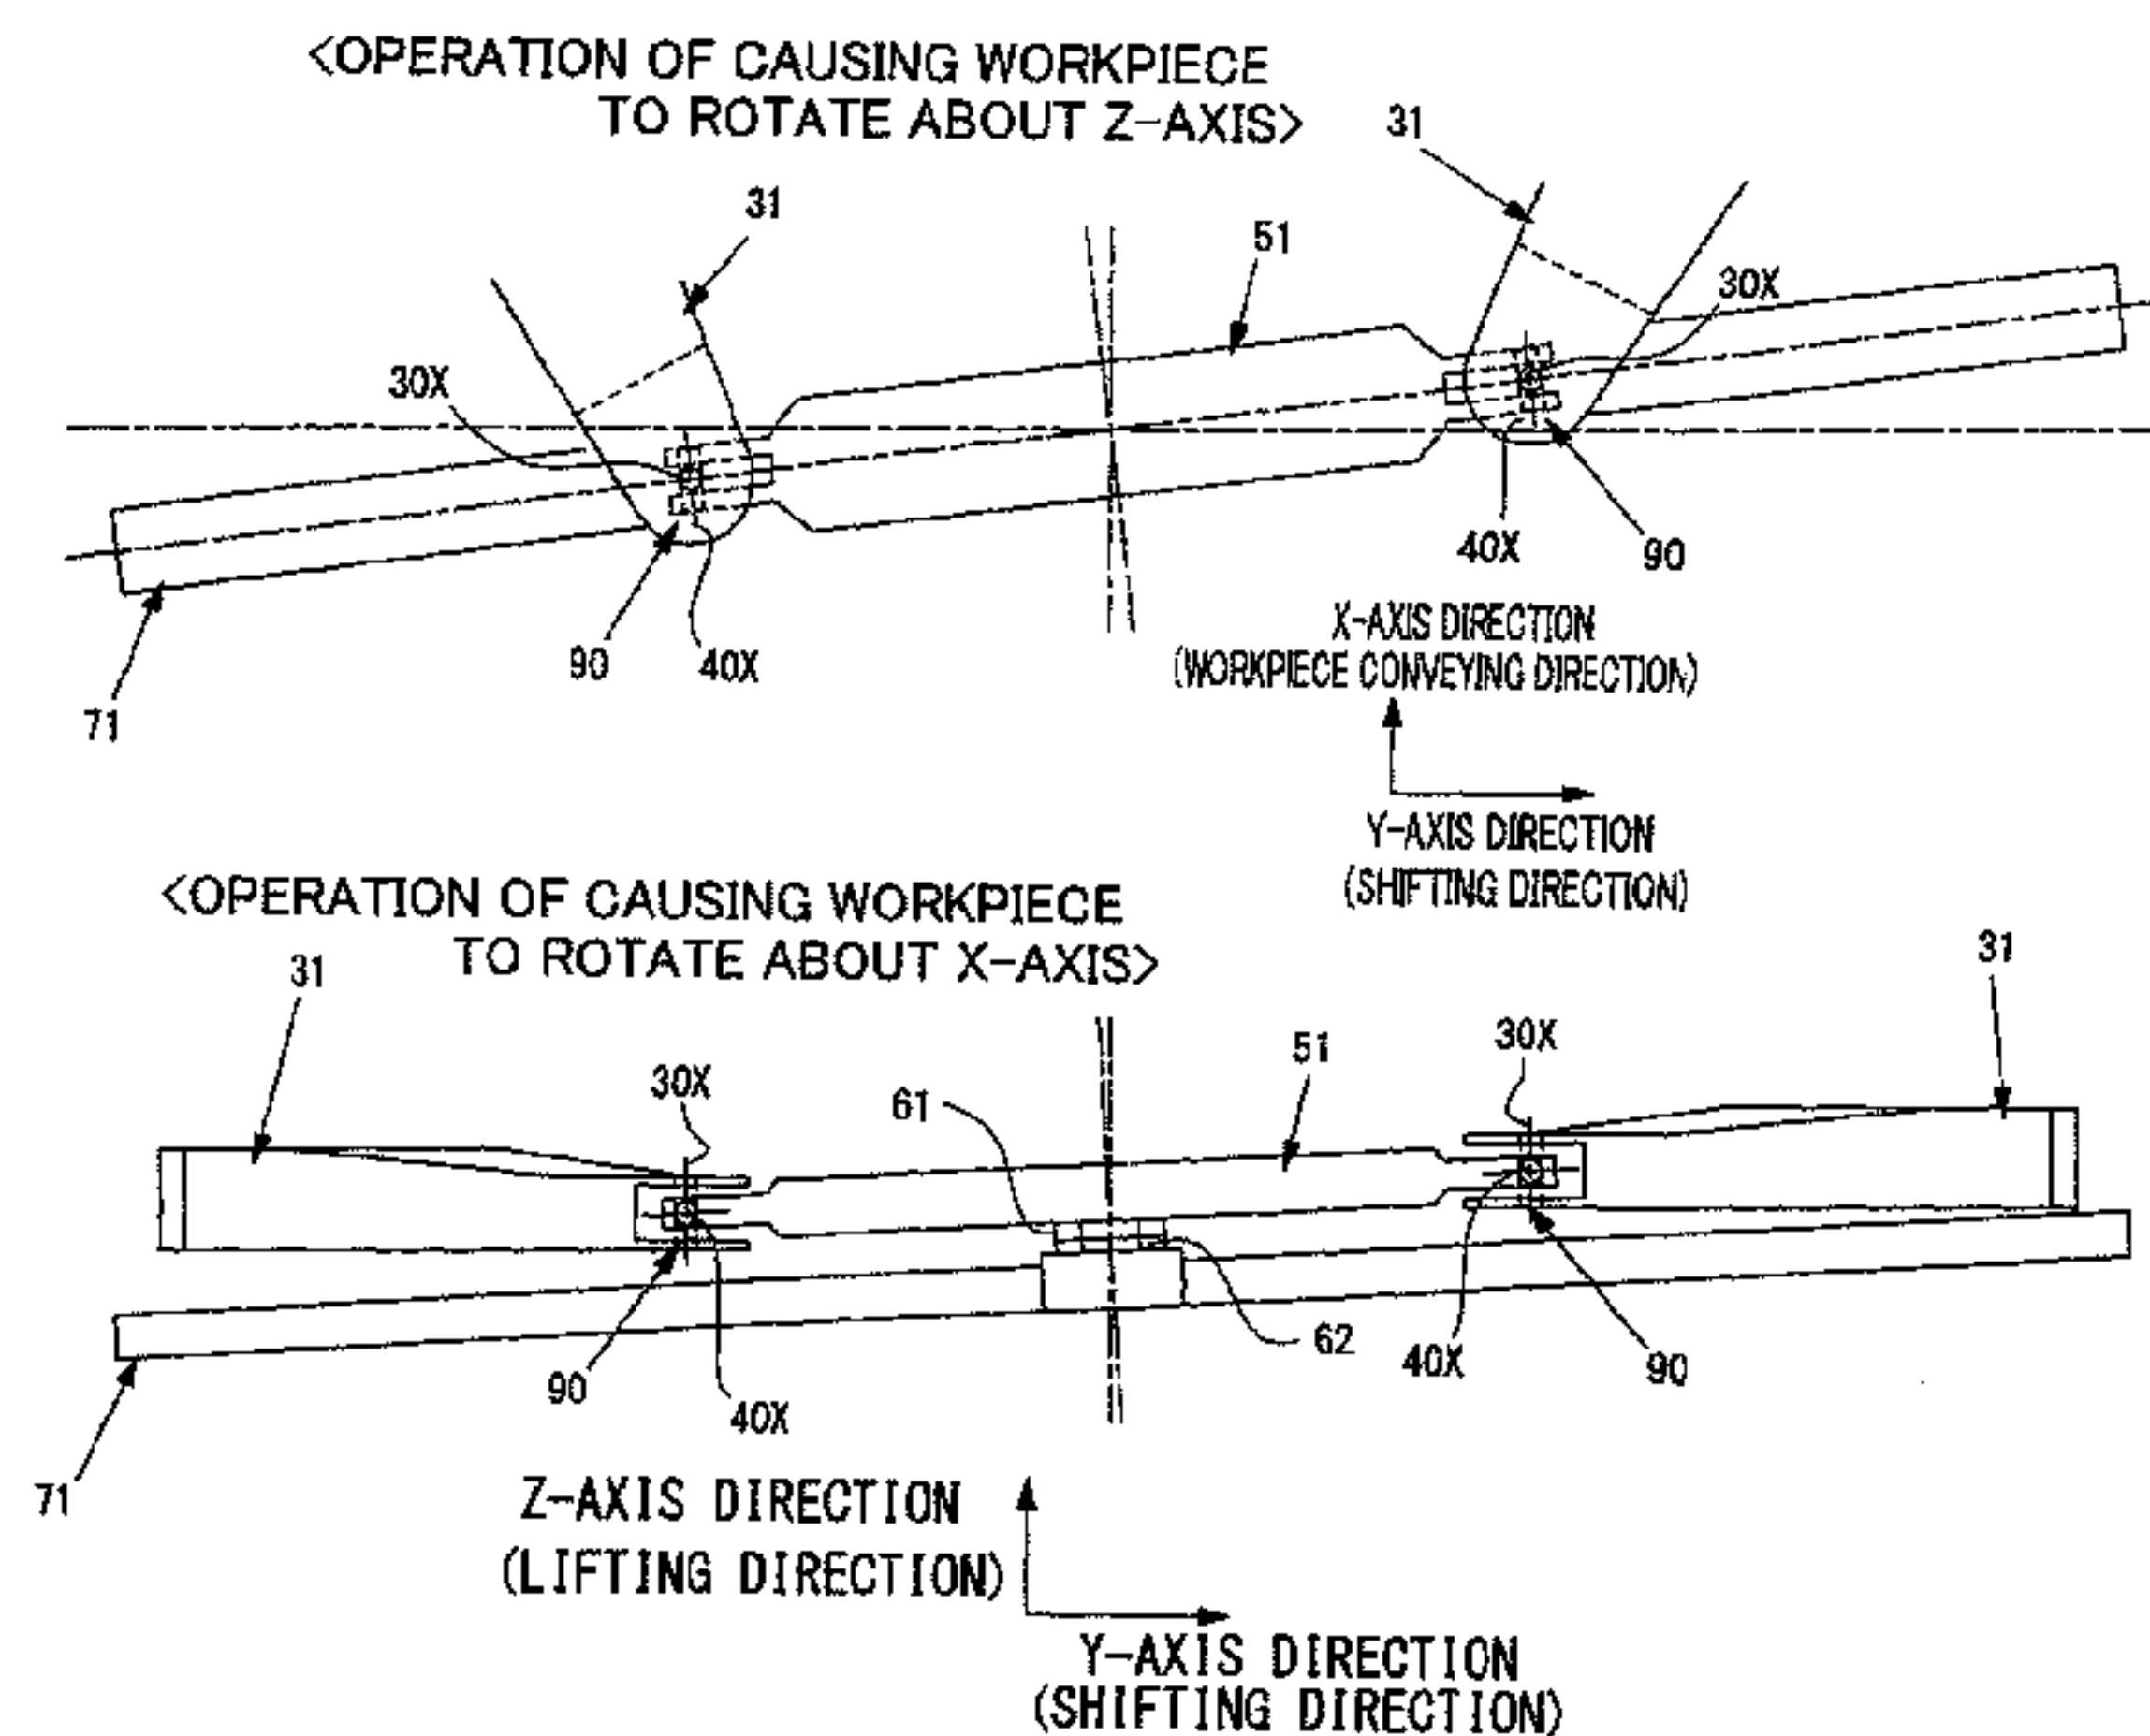 <OPERATION OF CAUSING WORKPIECE
TO ROTATE ABOUT Z-AXIS>
31
31
51
30X
30X
40X
90
90
40X
71
X-AXIS DIRECTION
(WORKPIECE CONVEYING DIRECTION)
Y-AXIS DIRECTION
(SHIFTING DIRECTION)
<OPERATION OF CAUSING WORKPIECE
TO ROTATE ABOUT X-AXIS>
31
31
30X
61
51
30X
62
90
40X
40X
90
71
Z-AXIS DIRECTION
(LIFTING DIRECTION)
Y-AXIS DIRECTION
(SHIFTING DIRECTION)